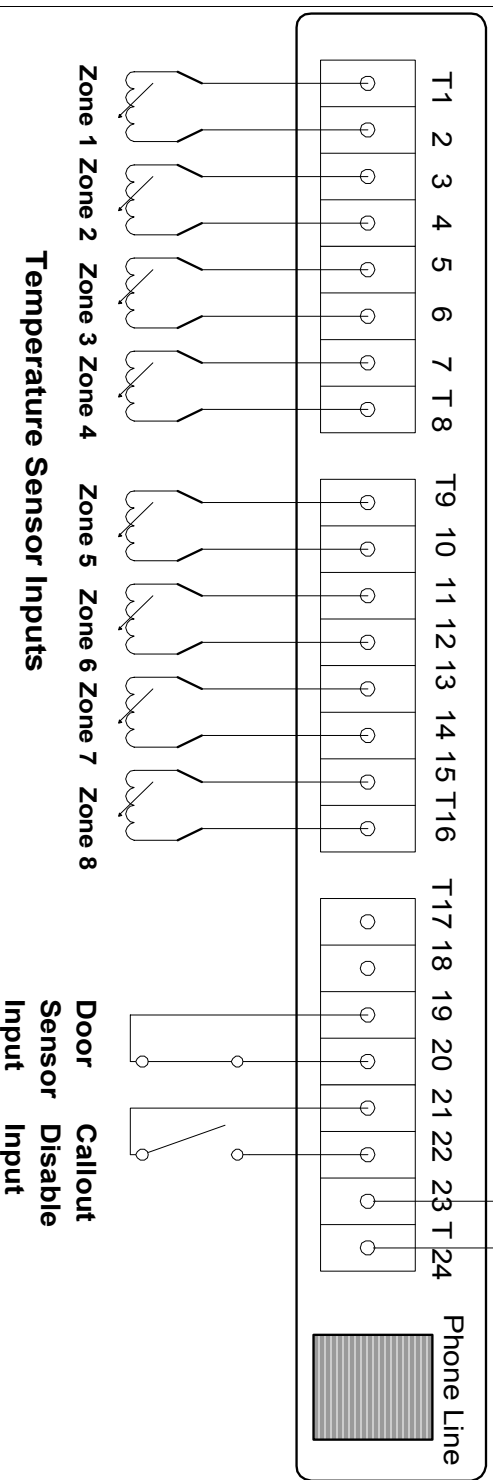 T1 2 3 4 5 6 7 T 8 T9 10 11 12 13 14 15 T16 T17 18 19 20 21 22 23 T 24
Phone Line
Zone 1 Zone 2 Zone 3 Zone 4 Zone 5 Zone 6 Zone 7 Zone 8
Temperature Sensor Inputs
Door
Sensor
Input
Callout
Disable
Input